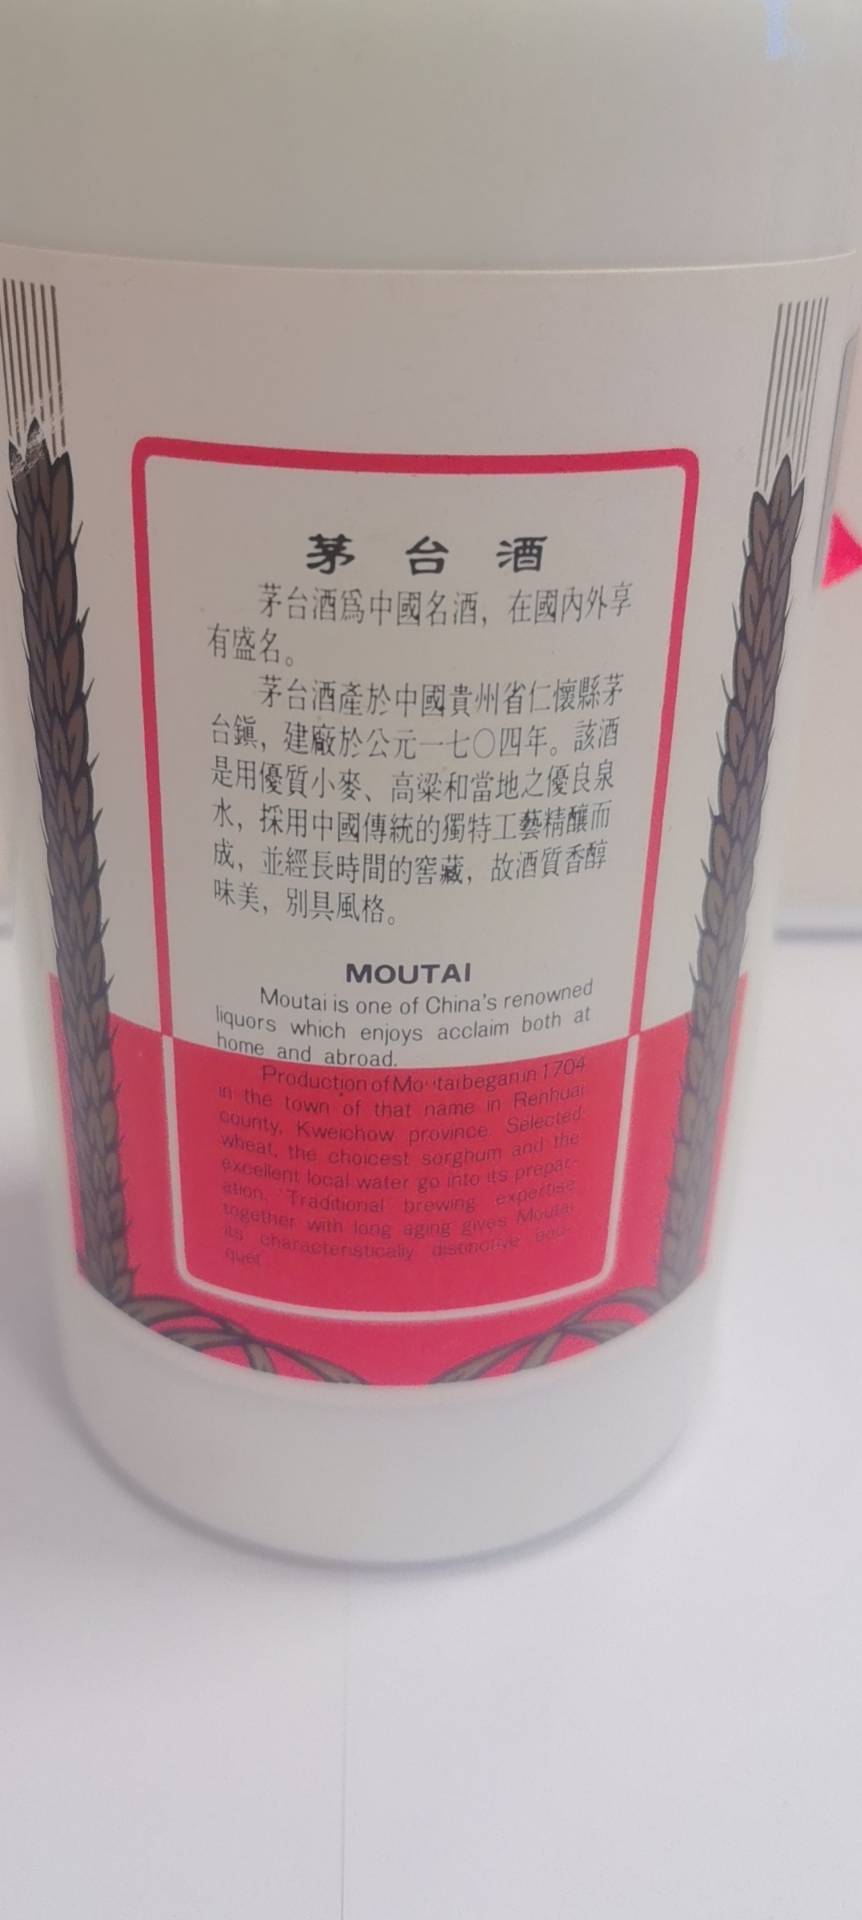 茅台酒
茅台酒爲中國名酒，在國內外享
有盛名。
茅台酒產於中國貴州省仁懷縣茅
台鎮，建廠於公元一七〇四年。該酒
是用優質小麥、高粱和當地之優良泉
水，採用中國傳統的獨特工藝精釀而
成，並經長時間的窖藏，故酒質香醇
味美，別具風格。
MOUTAI
Moutai is one of China's renowned
liquors which enjoys acclaim both at
home and abroad.
Production of Moutai began in 1704
in the town of that name in Renhuai
county, Kweichow province. Selected
wheat, the choicest sorghum and the
excellent local water go into its prepar-
ation. Traditional brewing expertise
together with long aging gives Moutai
its characteristically distinctive bou-
quet